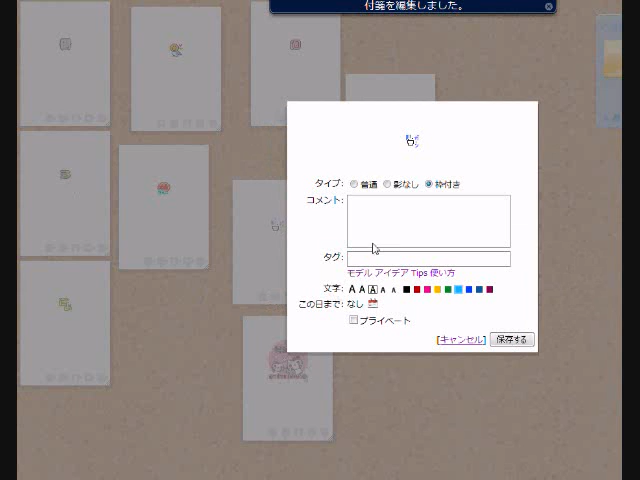 付箋を編集しました。
タイプ: 普通 影なし 枠付き
コメント:
タグ:
モデル アイデア Tips 使い方
文字: A A A A A
この日まで: なし
プライベート
[キャンセル] 保存する